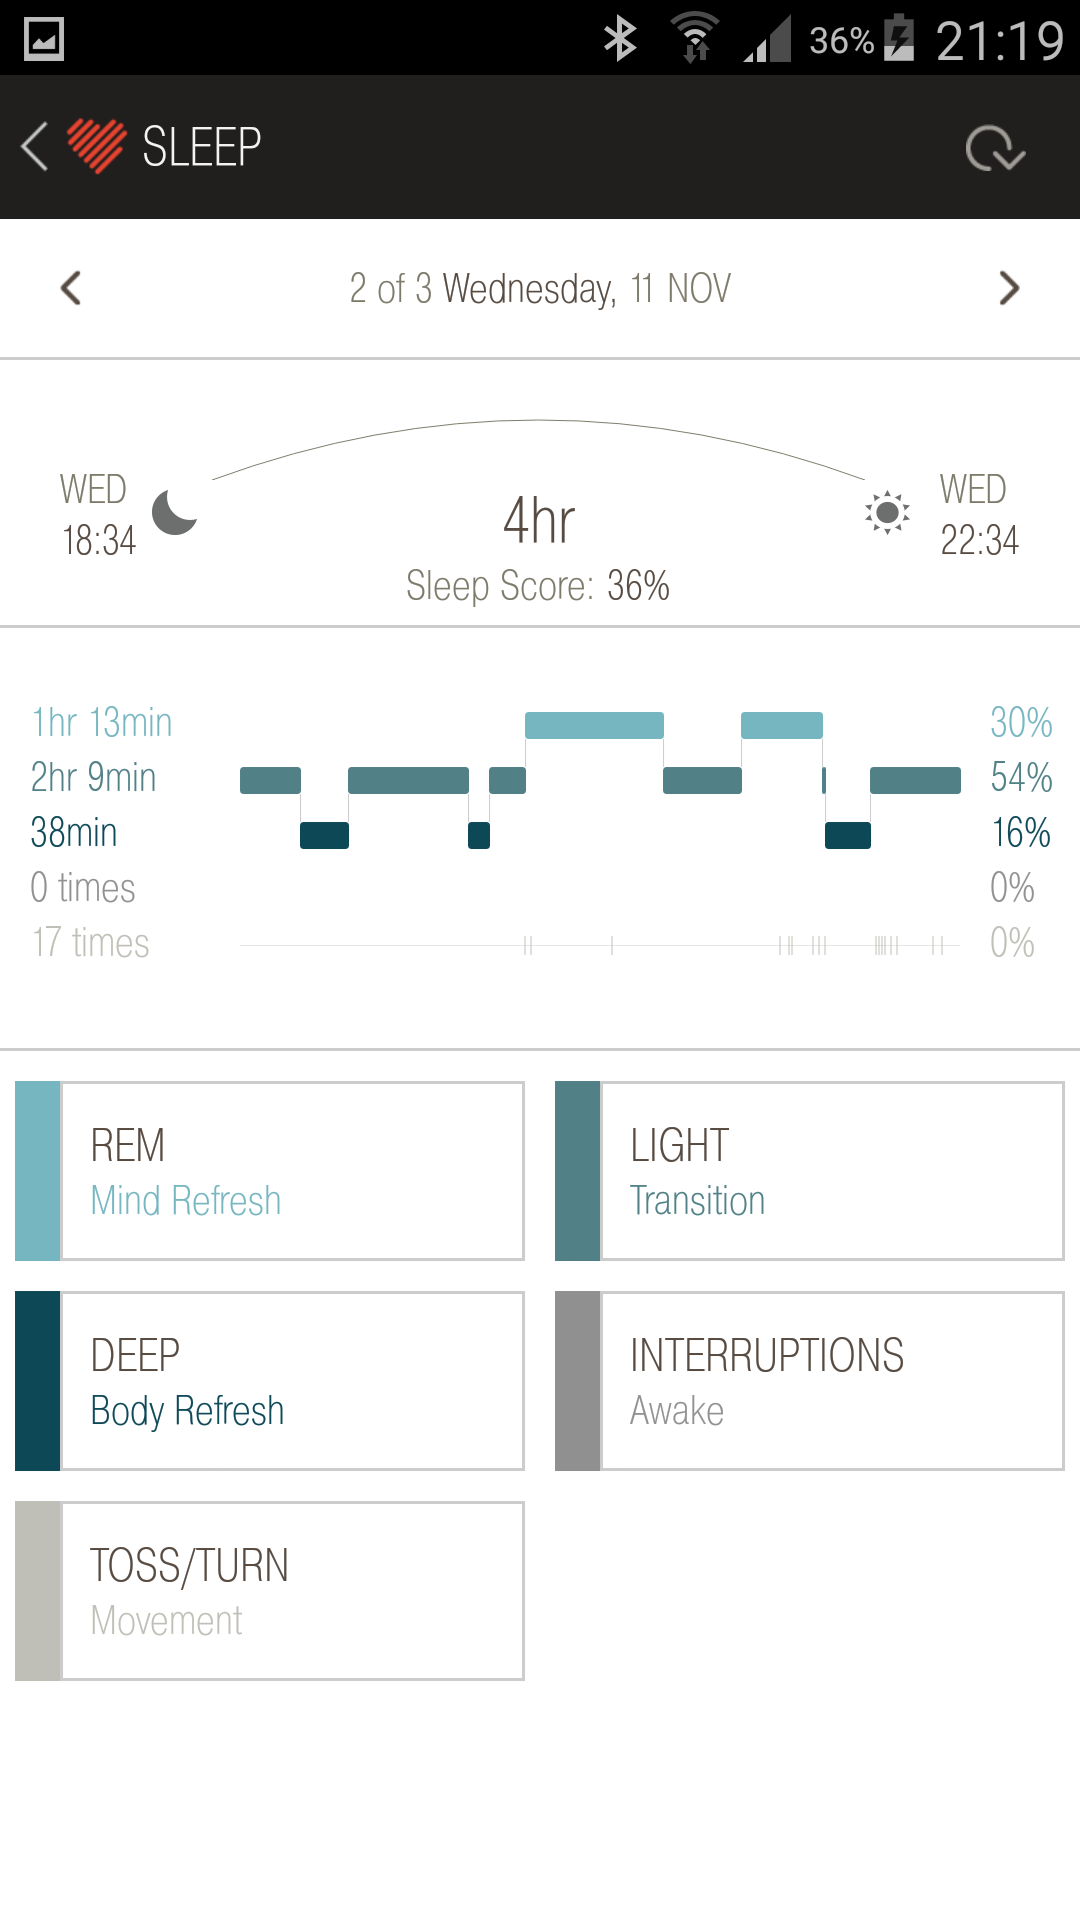 36% 21:19
SLEEP
2 of 3 Wednesday, 11 NOV
WED
18:34
4hr
Sleep Score: 36%
WED
22:34
1hr 13min 30%
2hr 9min 54%
38min 16%
0 times 0%
17 times 0%
REM
Mind Refresh
LIGHT
Transition
DEEP
Body Refresh
INTERRUPTIONS
Awake
TOSS/TURN
Movement